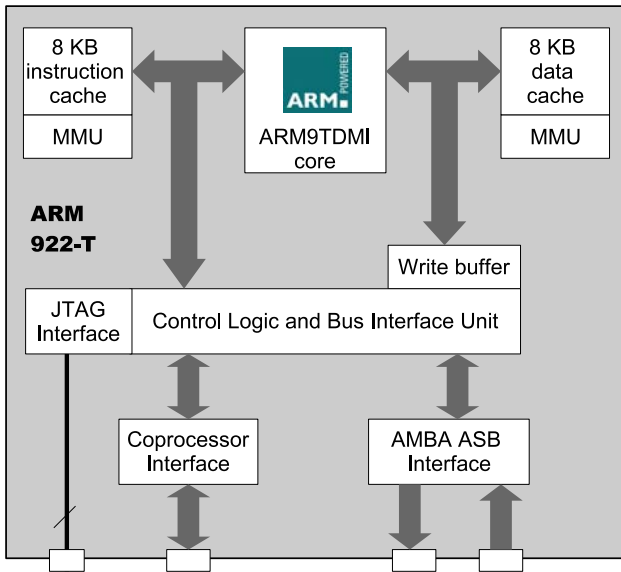 8 KB
instruction
cache
MMU
ARM
POWERED
ARM9TDMI
core
8 KB
data
cache
MMU
ARM
922-T
Write buffer
JTAG
Interface
Control Logic and Bus Interface Unit
Coprocessor
Interface
AMBA ASB
Interface